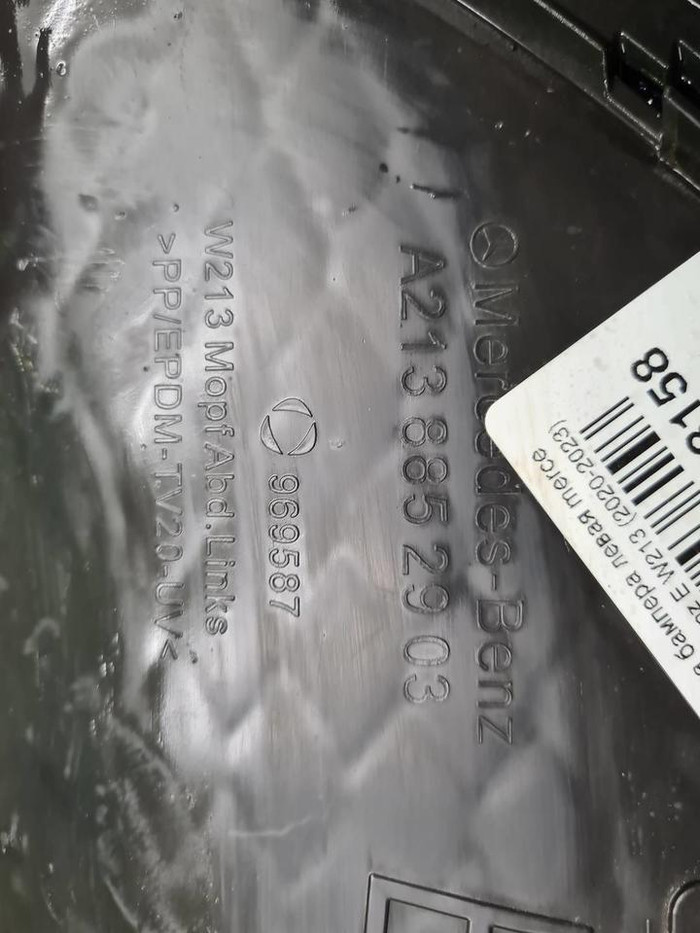 Mercedes-Benz
A213 885 29 03
969587
W213 Mopf Abd.Links
>PP/EPDM-TV20-UV<
158
бампера левая merce
E W213 (2020-2023)